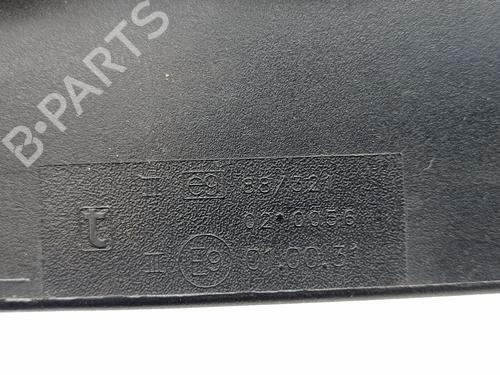 B-PARTS
II e9 88/321
t 02*0056
II E9 01.00.31